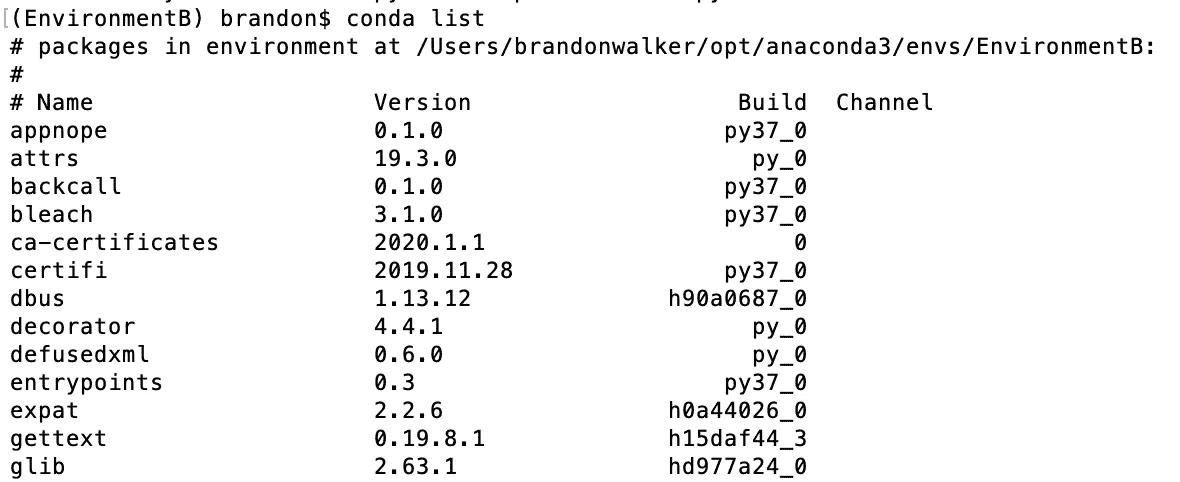 (EnvironmentB) brandon$ conda list
# packages in environment at /Users/brandonwalker/opt/anaconda3/envs/EnvironmentB:
#
# Name Version Build Channel
appnope 0.1.0 py37_0
attrs 19.3.0 py_0
backcall 0.1.0 py37_0
bleach 3.1.0 py37_0
ca-certificates 2020.1.1 0
certifi 2019.11.28 py37_0
dbus 1.13.12 h90a0687_0
decorator 4.4.1 py_0
defusedxml 0.6.0 py_0
entrypoints 0.3 py37_0
expat 2.2.6 h0a44026_0
gettext 0.19.8.1 h15daf44_3
glib 2.63.1 hd977a24_0